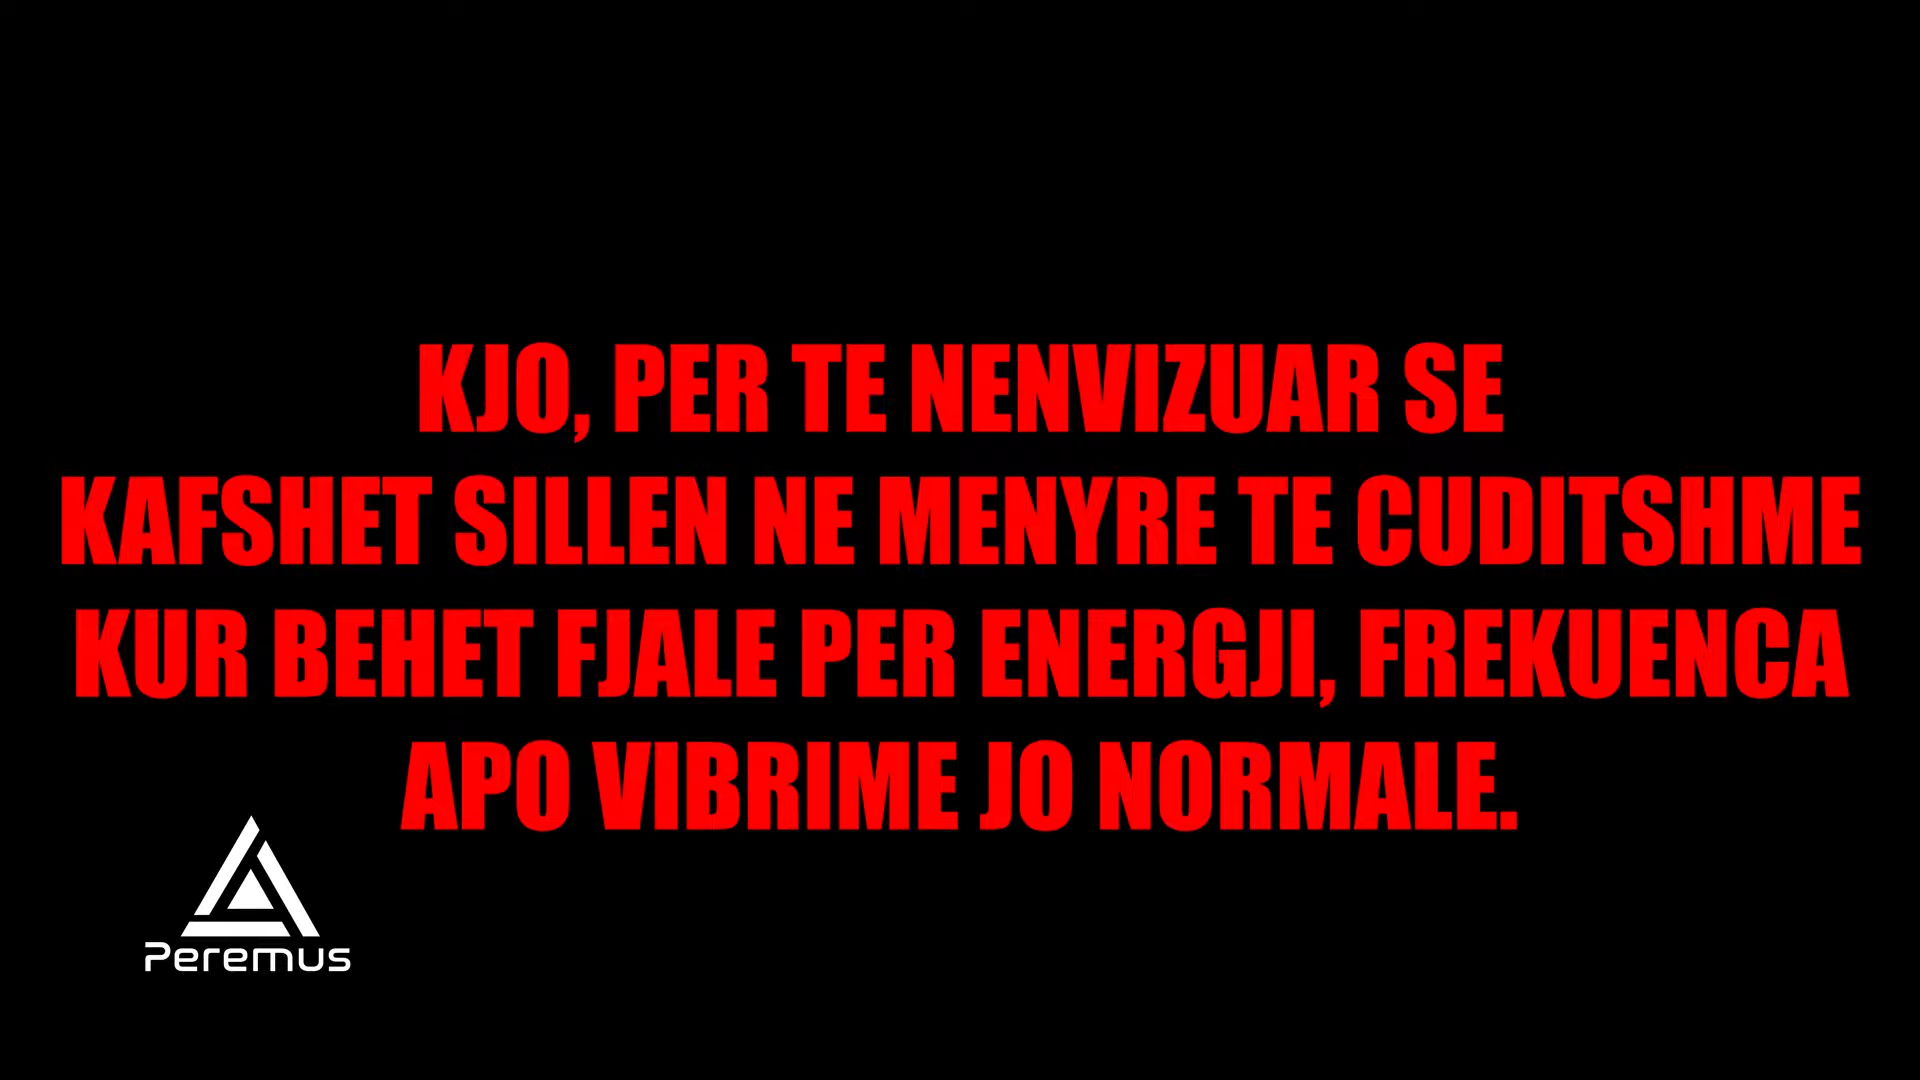 KJO, PER TE NENVIZUAR SE
KAFSHET SILLEN NE MENYRE TE CUDITSHME
KUR BEHET FJALE PER ENERGJI, FREKUENCA
APO VIBRIME JO NORMALE.
Peremus